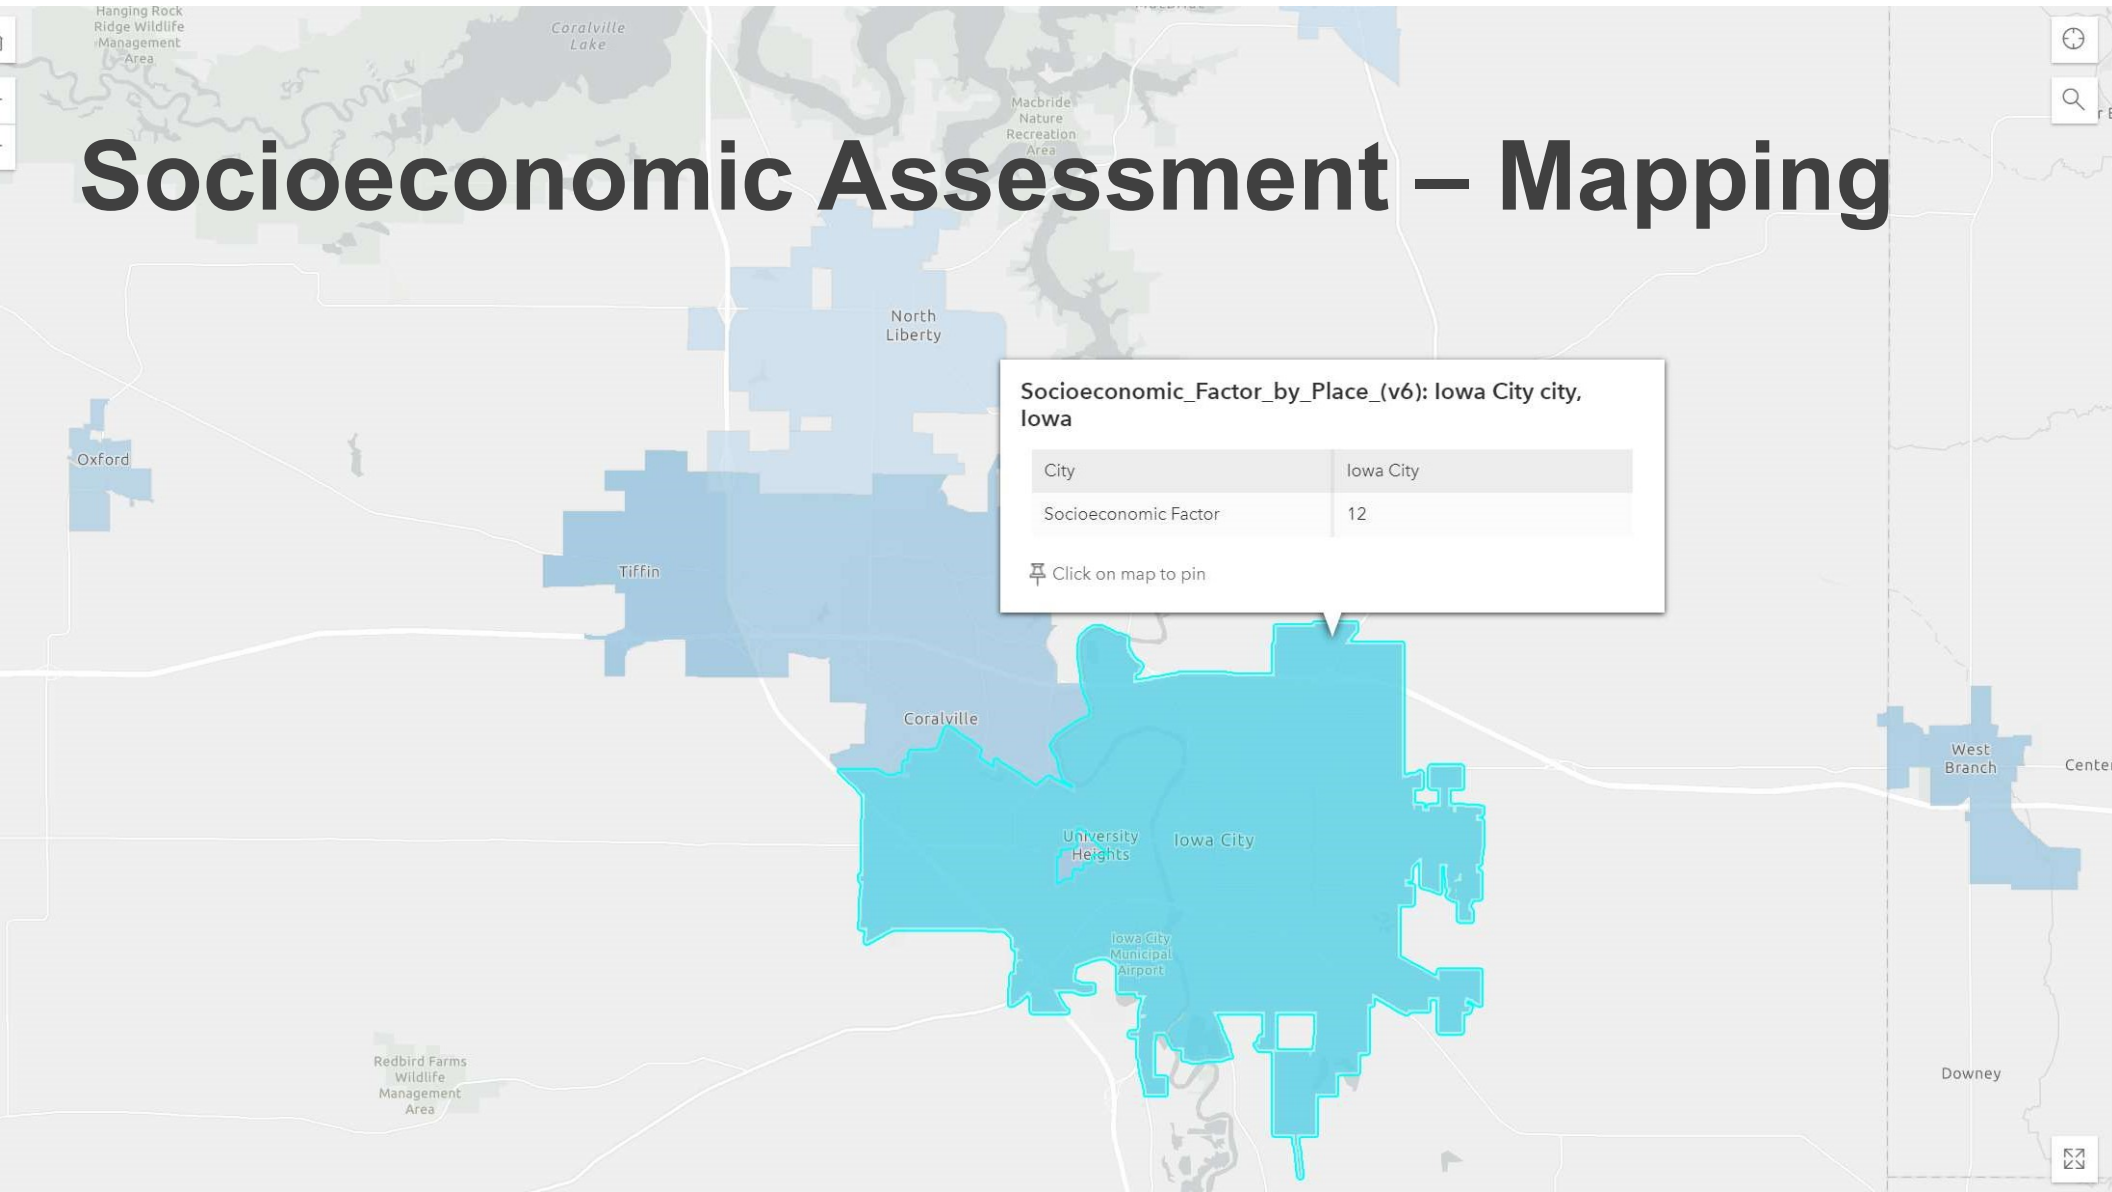 Hanging Rock
Ridge Wildlife
Management
Area
Coralville
Lake
Macbride
Nature
Recreation
Area
Socioeconomic Assessment – Mapping
North
Liberty
Socioeconomic_Factor_by_Place_(v6): Iowa City city,
Iowa
City Iowa City
Socioeconomic Factor 12
Click on map to pin
Oxford
Tiffin
Coralville
West
Branch
Cente
University
Heights
Iowa City
Iowa City
Municipal
Airport
Redbird Farms
Wildlife
Management
Area
Downey